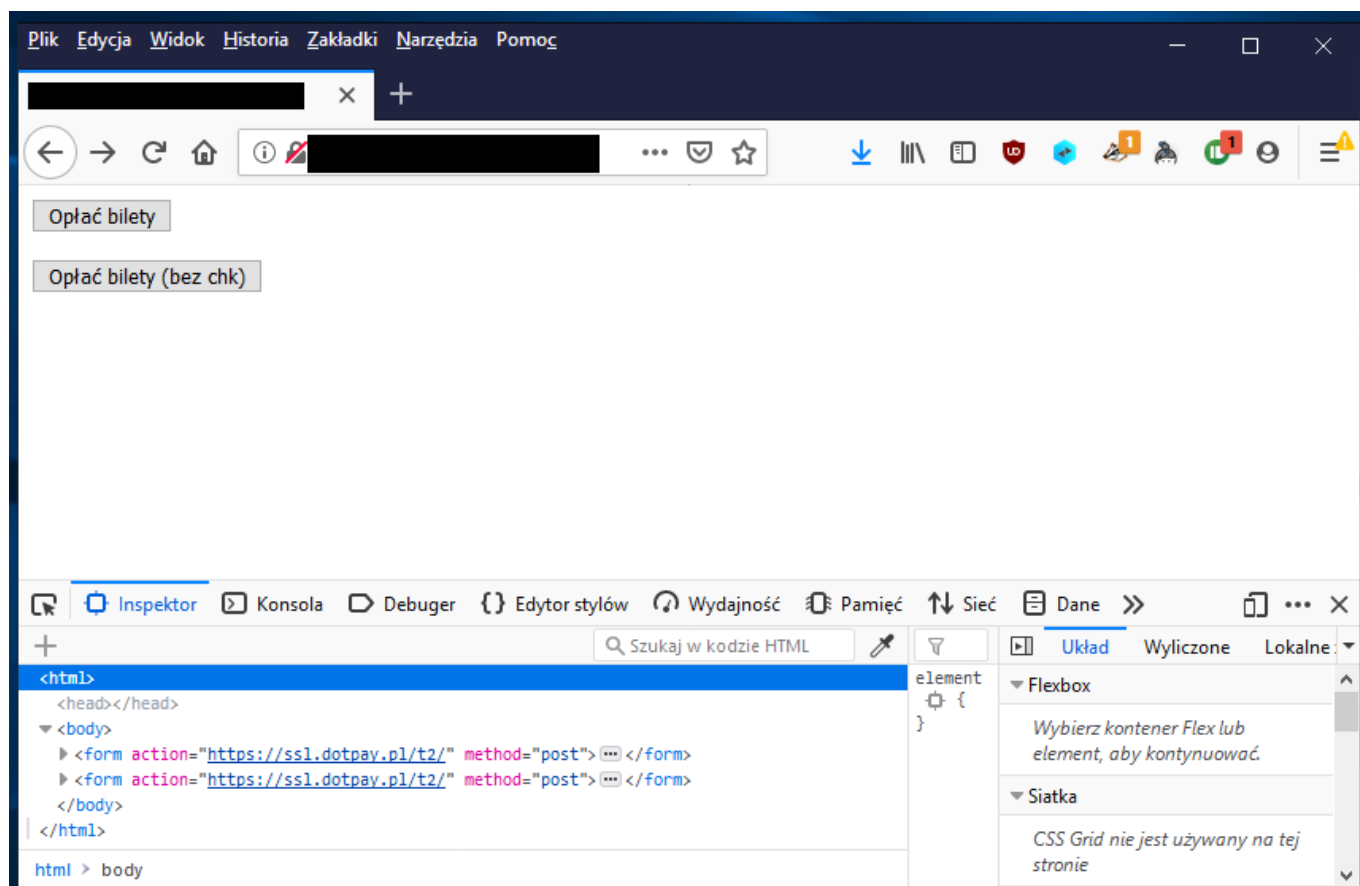 Plik Edycja Widok Historia Zakładki Narzędzia Pomoc
1 1
Opłać bilety
Opłać bilety (bez chk)
Inspektor Konsola Debuger Edytor stylów Wydajność Pamięć Sieć Dane
Szukaj w kodzie HTML Układ Wyliczone Lokalne:
<html>
<head></head>
<body>
<form action="https://ssl.dotpay.pl/t2/" method="post"></form>
<form action="https://ssl.dotpay.pl/t2/" method="post"></form>
</body>
</html>
html > body
element
{
}
Flexbox
Wybierz kontener Flex lub
element, aby kontynuować.
Siatka
CSS Grid nie jest używany na tej
stronie